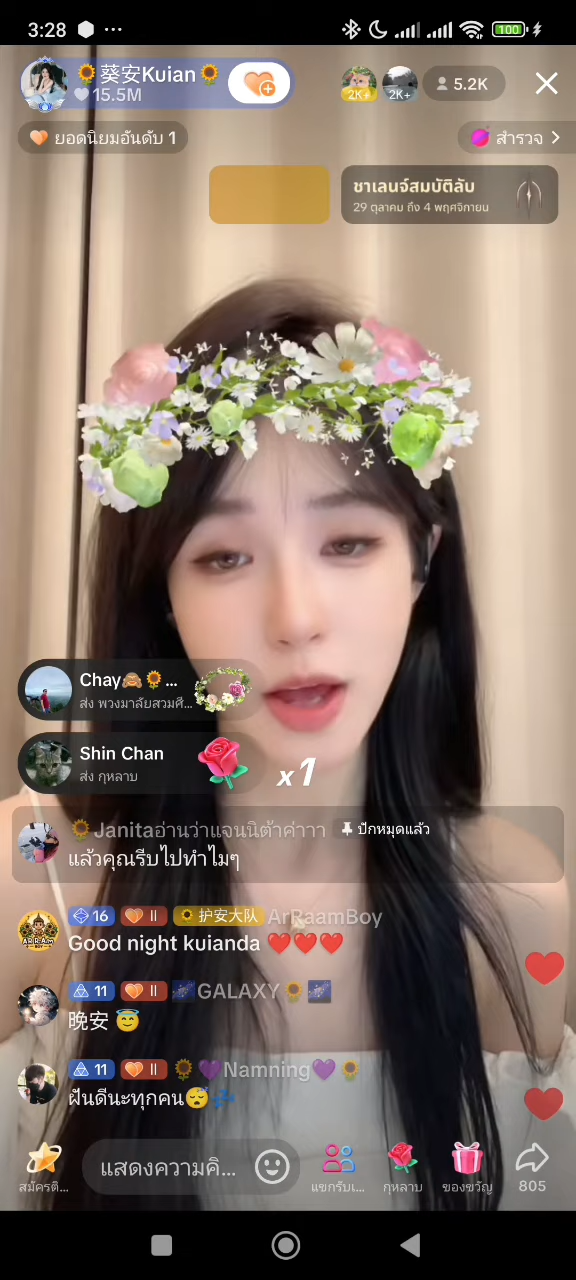 3:28
100
🌻葵安Kuian🌻
15.5M
2K+
2K+
5.2K
ยอดนิยมอันดับ 1
สำรวจ
ชาเลนจ์สมบัติลับ
29 ตุลาคม ถึง 4 พฤศจิกายน
Chay🙈🌻...
ส่ง พวงมาลัยสวมศี...
Shin Chan
ส่ง กุหลาบ
x1
🌻Janitaอ่านว่าแจนนิต้าค่าาา ปักหมุดแล้ว
แล้วคุณรีบไปทำไมๆ
16 II 护安大队 ArRaamBoy
Good night kuianda ❤️❤️❤️
11 II 🌌GALAXY🌻🌌
晚安 😇
11 II 🌻💜Namning💜🌻
ฝันดีนะทุกคน😴💤
แสดงความคิ...
สมัครติ...
แขกรับเ...
กุหลาบ
ของขวัญ
805